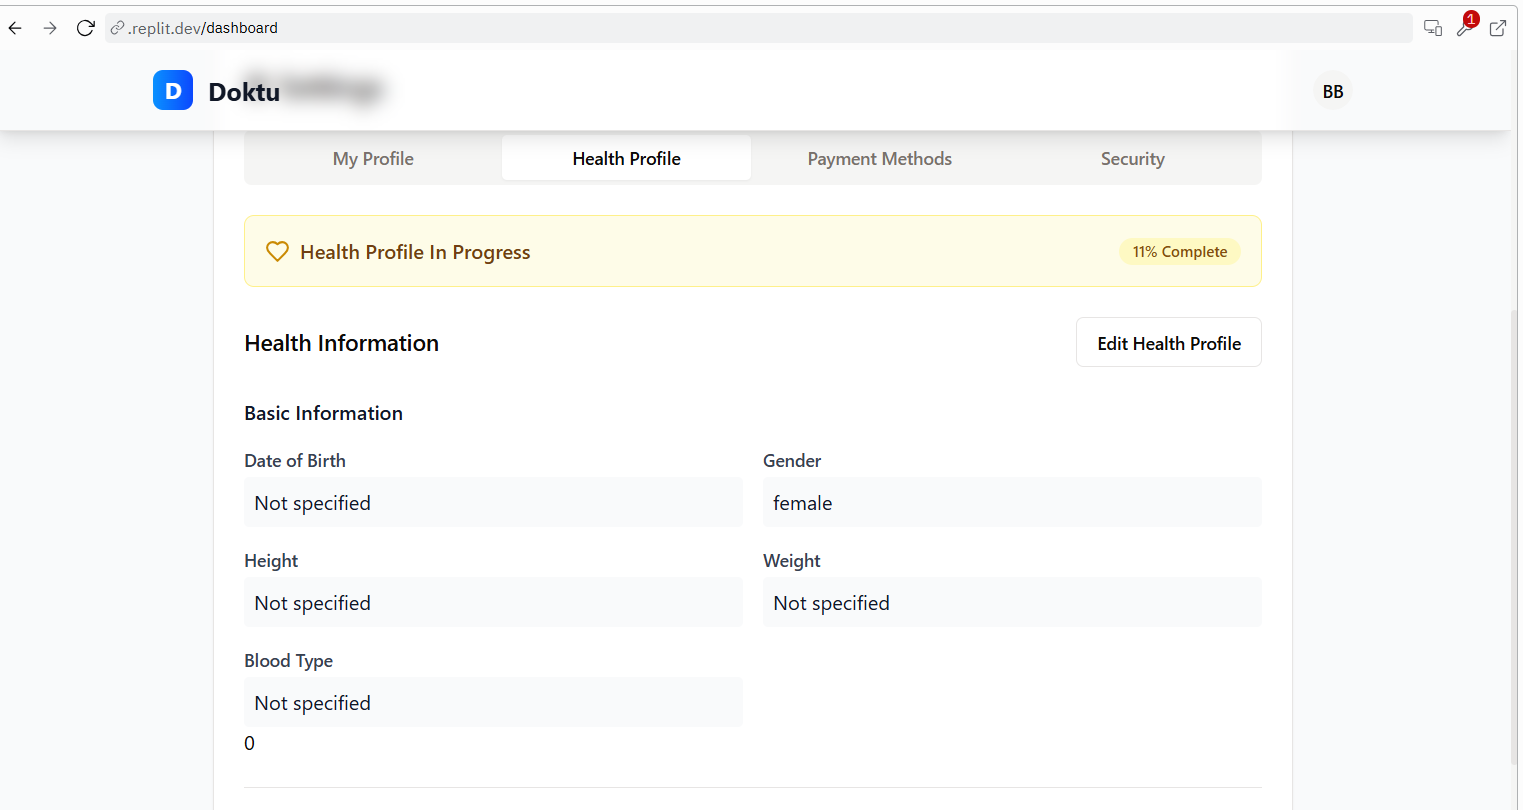 .replit.dev/dashboard
1
D
Doktu
BB
My Profile
Health Profile
Payment Methods
Security
Health Profile In Progress
11% Complete
Health Information
Edit Health Profile
Basic Information
Date of Birth
Gender
Not specified
female
Height
Weight
Not specified
Not specified
Blood Type
Not specified
0